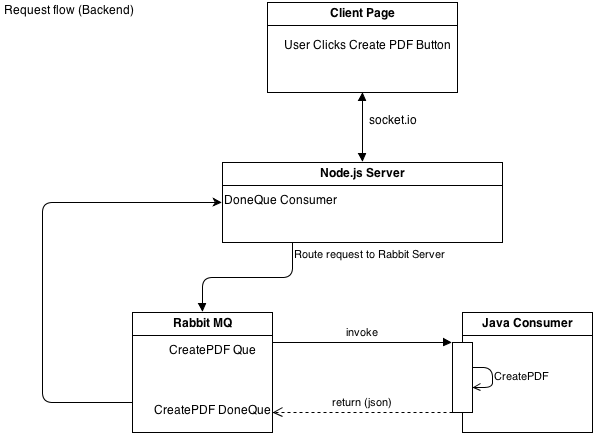 Request flow (Backend)
Client Page
User Clicks Create PDF Button
socket.io
Node.js Server
DoneQue Consumer
Route request to Rabbit Server
Rabbit MQ
Java Consumer
invoke
CreatePDF Que
CreatePDF
return (json)
CreatePDF DoneQue